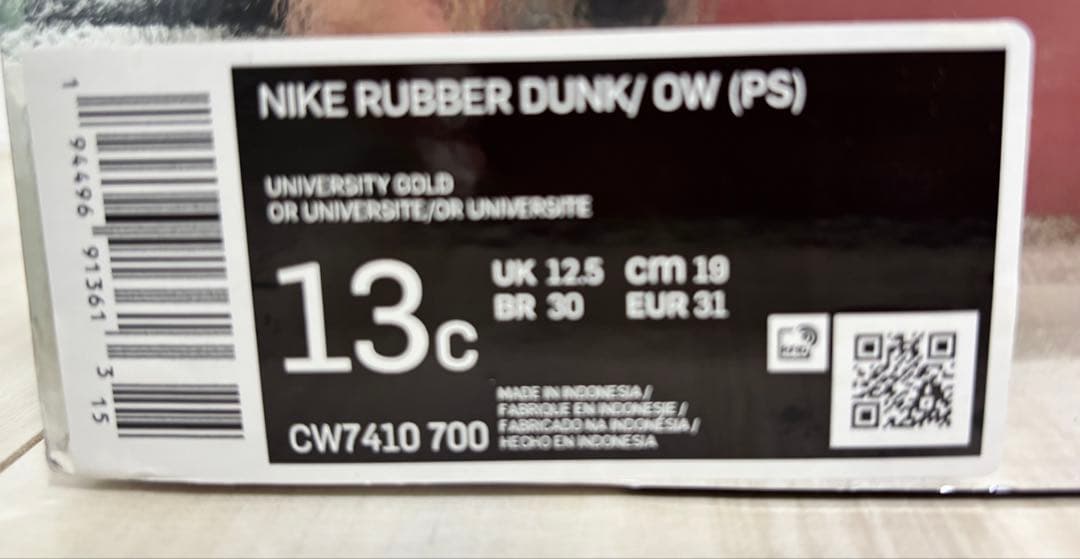 NIKE RUBBER DUNK/ OW (PS)
UNIVERSITY GOLD
OR UNIVERSITE/OR UNIVERSITE
13C
UK 12.5 cm 19
BR 30 EUR 31
CW7410 700
MADE IN INDONESIA /
FABRIQUE EN INDONESIE /
FABRICADO NA INDONÉSIA /
HECHO EN INDONESIA
RFID
1 94496 91361 3 15